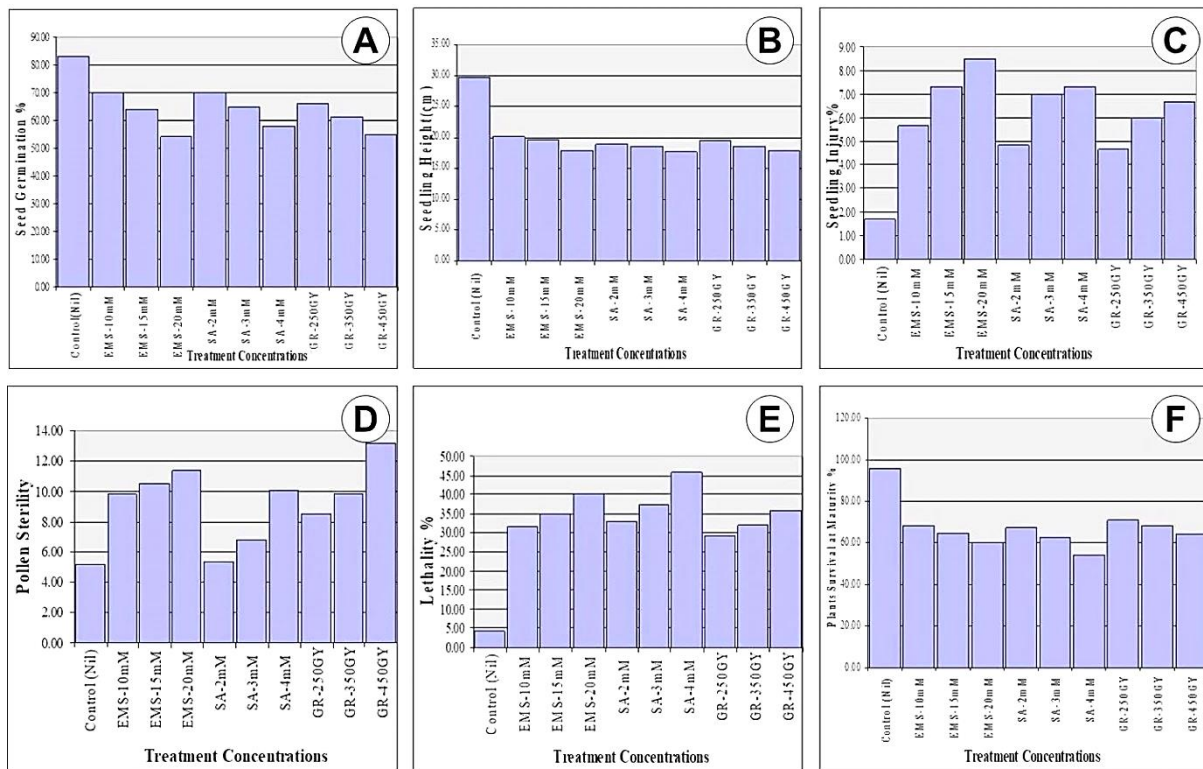 A
Seed Germination %
90.00
80.00
70.00
60.00
50.00
40.00
30.00
20.00
10.00
00.00
Control(Nil)
EMS-10mM
EMS-15mM
EMS-20mM
SA-2mM
SA-3mM
SA-4mM
GR-250GY
GR-350GY
GR-450GY
Treatment Concentrations
B
Seedling Height(cm)
35.00
30.00
25.00
20.00
15.00
10.00
5.00
00.00
Control(Nil)
EMS-10mM
EMS-15mM
EMS-20mM
SA-2mM
SA-3mM
SA-4mM
GR-250GY
GR-350GY
GR-450GY
Treatment Concentrations
C
Seedling Injury%
9.00
8.00
7.00
6.00
5.00
4.00
3.00
2.00
1.00
0.00
Control (Nil)
EMS-10mM
EMS-15mM
EMS-20mM
SA-2mM
SA-3mM
SA-4mM
GR-250GY
GR-350GY
GR-450GY
Treatment Concentrations
D
Pollen Sterility
14.00
12.00
10.00
8.00
6.00
4.00
2.00
0.00
Control (Nil)
EMS-10mM
EMS-15mM
EMS-20mM
SA-2mM
SA-3mM
SA-4mM
GR-250GY
GR-350GY
GR-450GY
Treatment Concentrations
E
Lethality %
50.00
45.00
40.00
35.00
30.00
25.00
20.00
15.00
10.00
5.00
0.00
Control (Nil)
EMS-10mM
EMS-15mM
EMS-20mM
SA-2mM
SA-3mM
SA-4mM
GR-250GY
GR-350GY
GR-450GY
Treatment Concentrations
F
Plants Survival at Maturity %
120.00
100.00
80.00
60.00
40.00
20.00
00.00
Control (Nil)
EMS-10mM
EMS-15mM
EMS-20mM
SA-2mM
SA-3mM
SA-4mM
GR-250GY
GR-350GY
GR-450GY
Treatment Concentrations